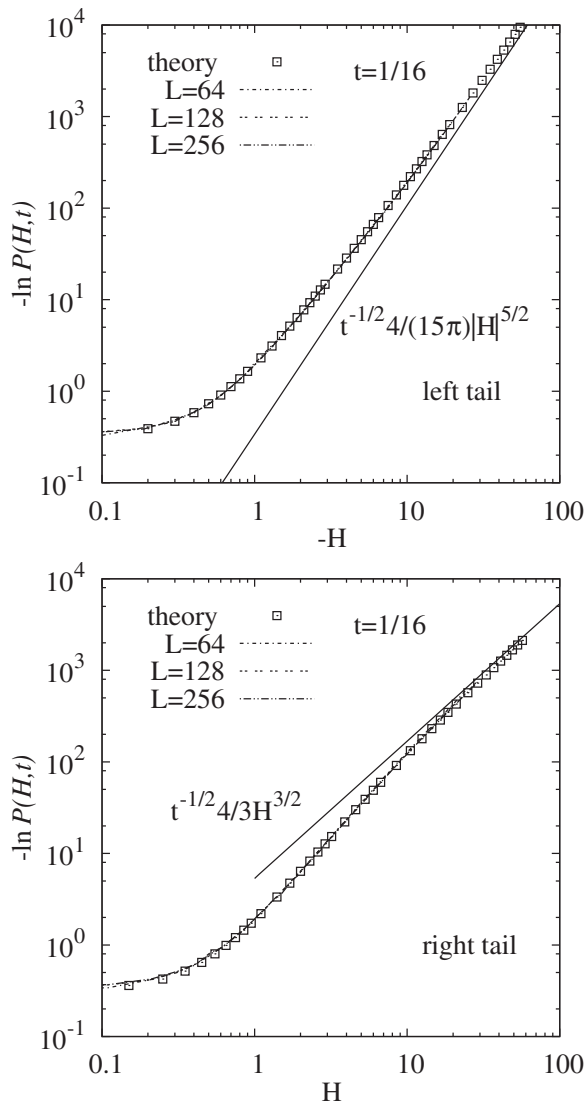 10^4
theory
t=1/16
L=64
10^3
L=128
L=256
10^2
-ln P(H,t)
10^1
t^{-1/2}4/(15π)|H|^{5/2}
10^0
left tail
10^{-1}
0.1 1 10 100
-H
10^4
theory
t=1/16
L=64
10^3
L=128
L=256
10^2
-ln P(H,t)
t^{-1/2}4/3H^{3/2}
10^1
10^0
right tail
10^{-1}
0.1 1 10 100
H